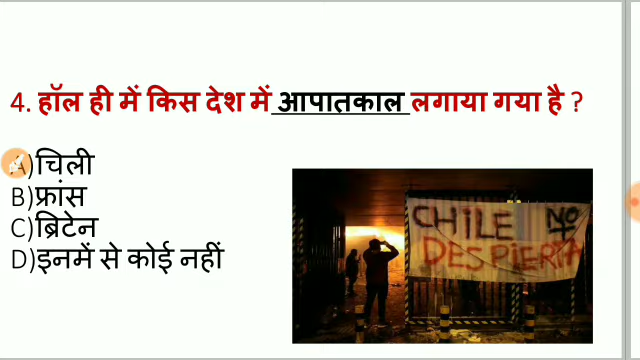 4. हॉल ही में किस देश में आपातकाल लगाया गया है ?
A)चिली
B)फ्रांस
C)ब्रिटेन
D)इनमें से कोई नहीं
CHILE NO
DESPIERTA